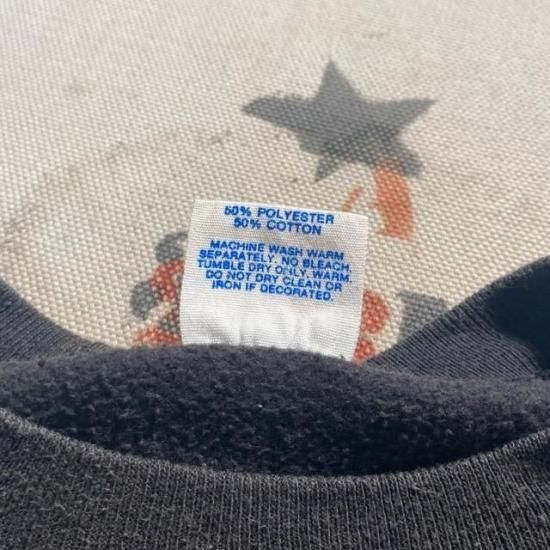 50% POLYESTER
50% COTTON
MACHINE WASH WARM
SEPARATELY. NO BLEACH.
TUMBLE DRY ONLY, WARM.
DO NOT DRY CLEAN OR
IRON IF DECORATED.